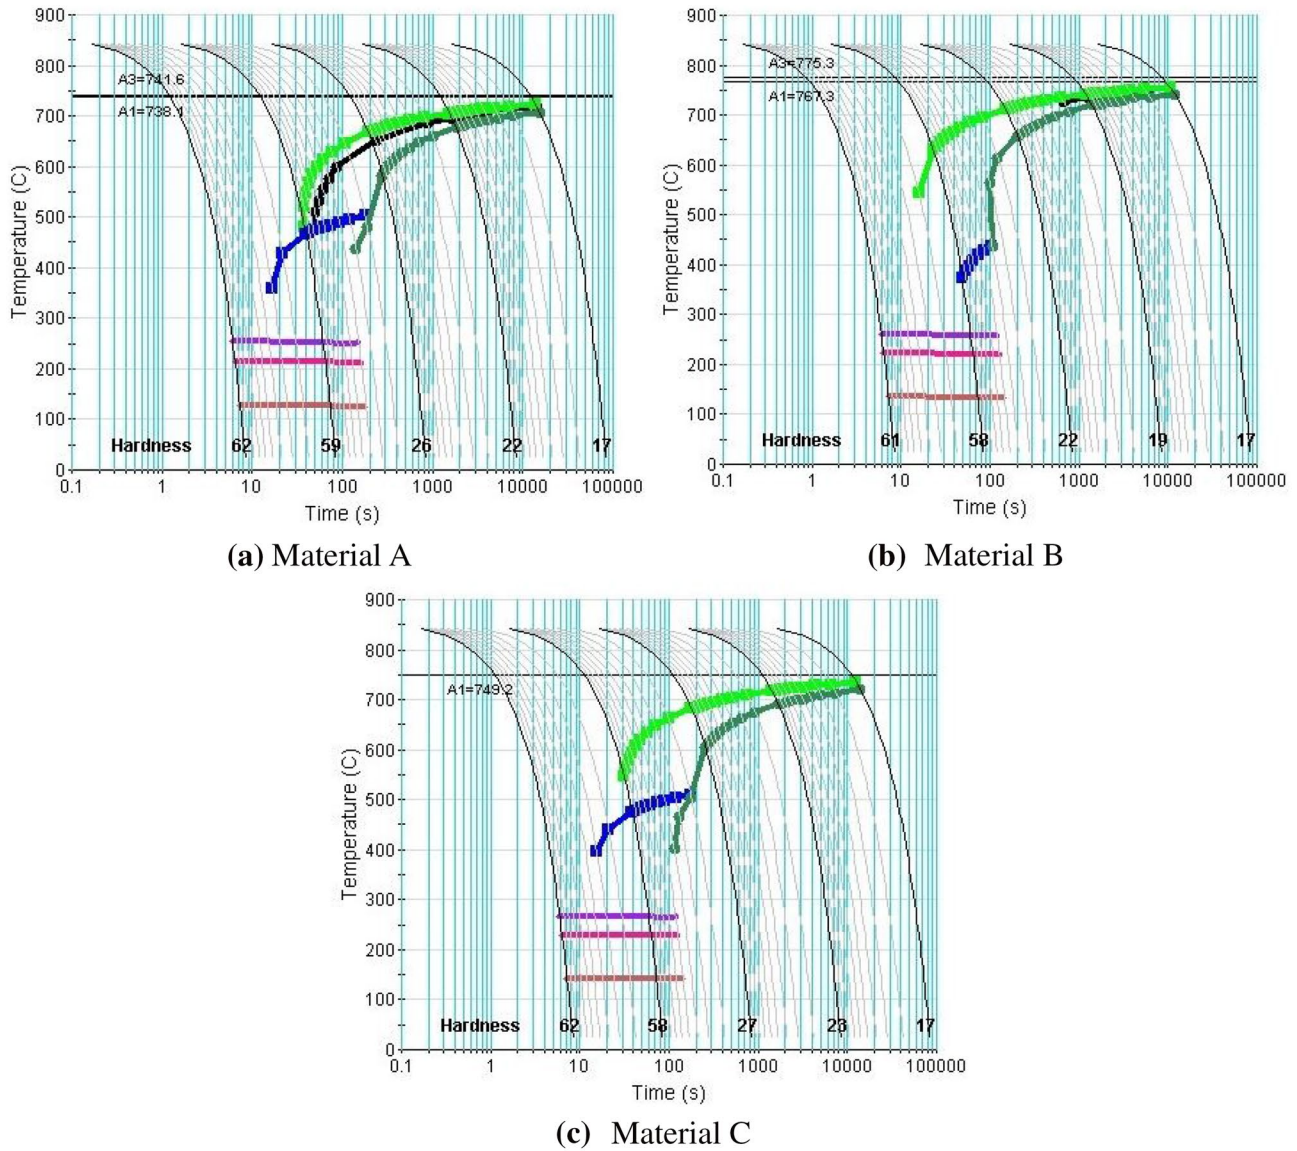 900
800
700
600
500
400
300
200
100
0
Temperature (C)
A3=741.6
A1=738.1
Hardness 62 59 26 22 17
0.1 1 10 100 1000 10000 100000
Time (s)
(a) Material A
900
800
700
600
500
400
300
200
100
0
Temperature (C)
A3=775.3
A1=767.3
Hardness 61 58 22 19 17
0.1 1 10 100 1000 10000 100000
Time (s)
(b) Material B
900
800
700
600
500
400
300
200
100
0
Temperature (C)
A1=749.2
Hardness 62 58 27 23 17
0.1 1 10 100 1000 10000 100000
Time (s)
(c) Material C